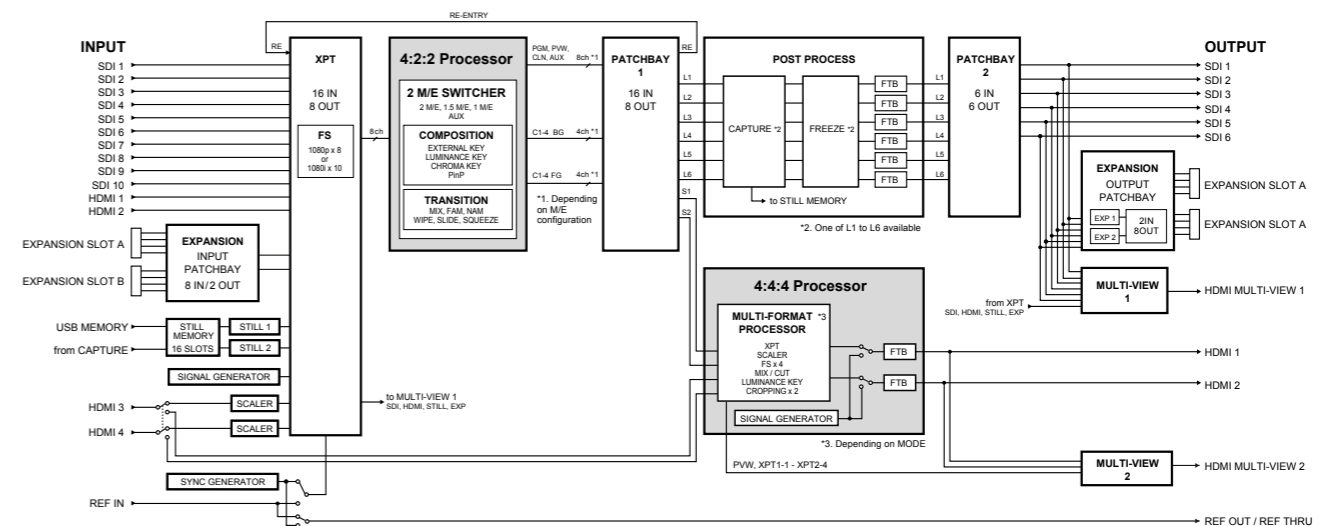 RE-ENTRY
INPUT
SDI 1
SDI 2
SDI 3
SDI 4
SDI 5
SDI 6
SDI 7
SDI 8
SDI 9
SDI 10
HDMI 1
HDMI 2
EXPANSION SLOT A
EXPANSION SLOT B
EXPANSION
INPUT
PATCHBAY
8 IN/2 OUT
USB MEMORY
from CAPTURE
STILL
MEMORY
16 SLOTS
STILL 1
STILL 2
SIGNAL GENERATOR
HDMI 3
HDMI 4
SCALER
SCALER
SYNC GENERATOR
REF IN
RE
XPT
16 IN
8 OUT
FS
1080p x 8
or
1080i x 10
8ch
to MULTI-VIEW 1
SDI, HDMI, STILL, EXP
4:2:2 Processor
2 M/E SWITCHER
2 M/E, 1.5 M/E, 1 M/E
AUX
COMPOSITION
EXTERNAL KEY
LUMINANCE KEY
CHROMA KEY
PinP
TRANSITION
MIX, FAM, NAM
WIPE, SLIDE, SQUEEZE
PGM, PVW,
CLN, AUX
8ch *1
C1-4 BG
4ch *1
C1-4 FG
4ch *1
*1. Depending
on M/E
configuration
PATCHBAY
1
16 IN
8 OUT
RE
L1
L2
L3
L4
L5
L6
S1
S2
POST PROCESS
CAPTURE *2
FREEZE *2
FTB
FTB
FTB
FTB
FTB
FTB
to STILL MEMORY
*2. One of L1 to L6 available
L1
L2
L3
L4
L5
L6
PATCHBAY
2
6 IN
6 OUT
4:4:4 Processor
MULTI-FORMAT *3
PROCESSOR
XPT
SCALER
FS x 4
MIX / CUT
LUMINANCE KEY
CROPPING x 2
SIGNAL GENERATOR
FTB
FTB
*3. Depending on MODE
PVW, XPT1-1 - XPT2-4
OUTPUT
SDI 1
SDI 2
SDI 3
SDI 4
SDI 5
SDI 6
EXPANSION
OUTPUT
PATCHBAY
EXP 1
EXP 2
2IN
8OUT
EXPANSION SLOT A
EXPANSION SLOT A
from XPT
SDI, HDMI, STILL, EXP
MULTI-VIEW
1
HDMI MULTI-VIEW 1
HDMI 1
HDMI 2
MULTI-VIEW
2
HDMI MULTI-VIEW 2
REF OUT / REF THRU